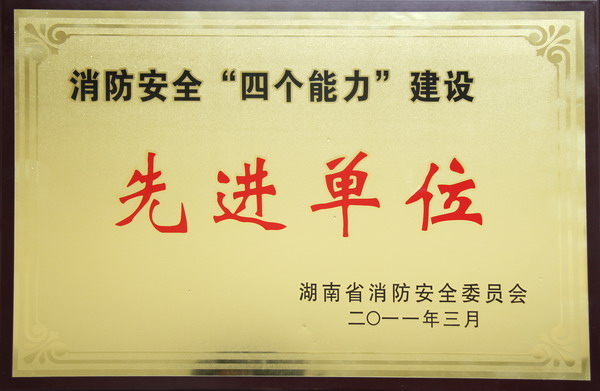 消防安全“四个能力”建设
先进单位
湖南省消防安全委员会
二〇一一年三月